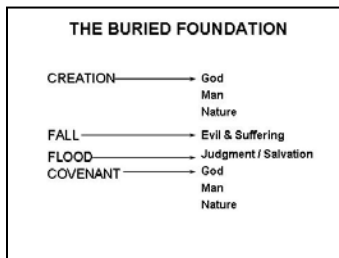 THE BURIED FOUNDATION
CREATION God
Man
Nature
FALL Evil & Suffering
FLOOD Judgment / Salvation
COVENANT God
Man
Nature